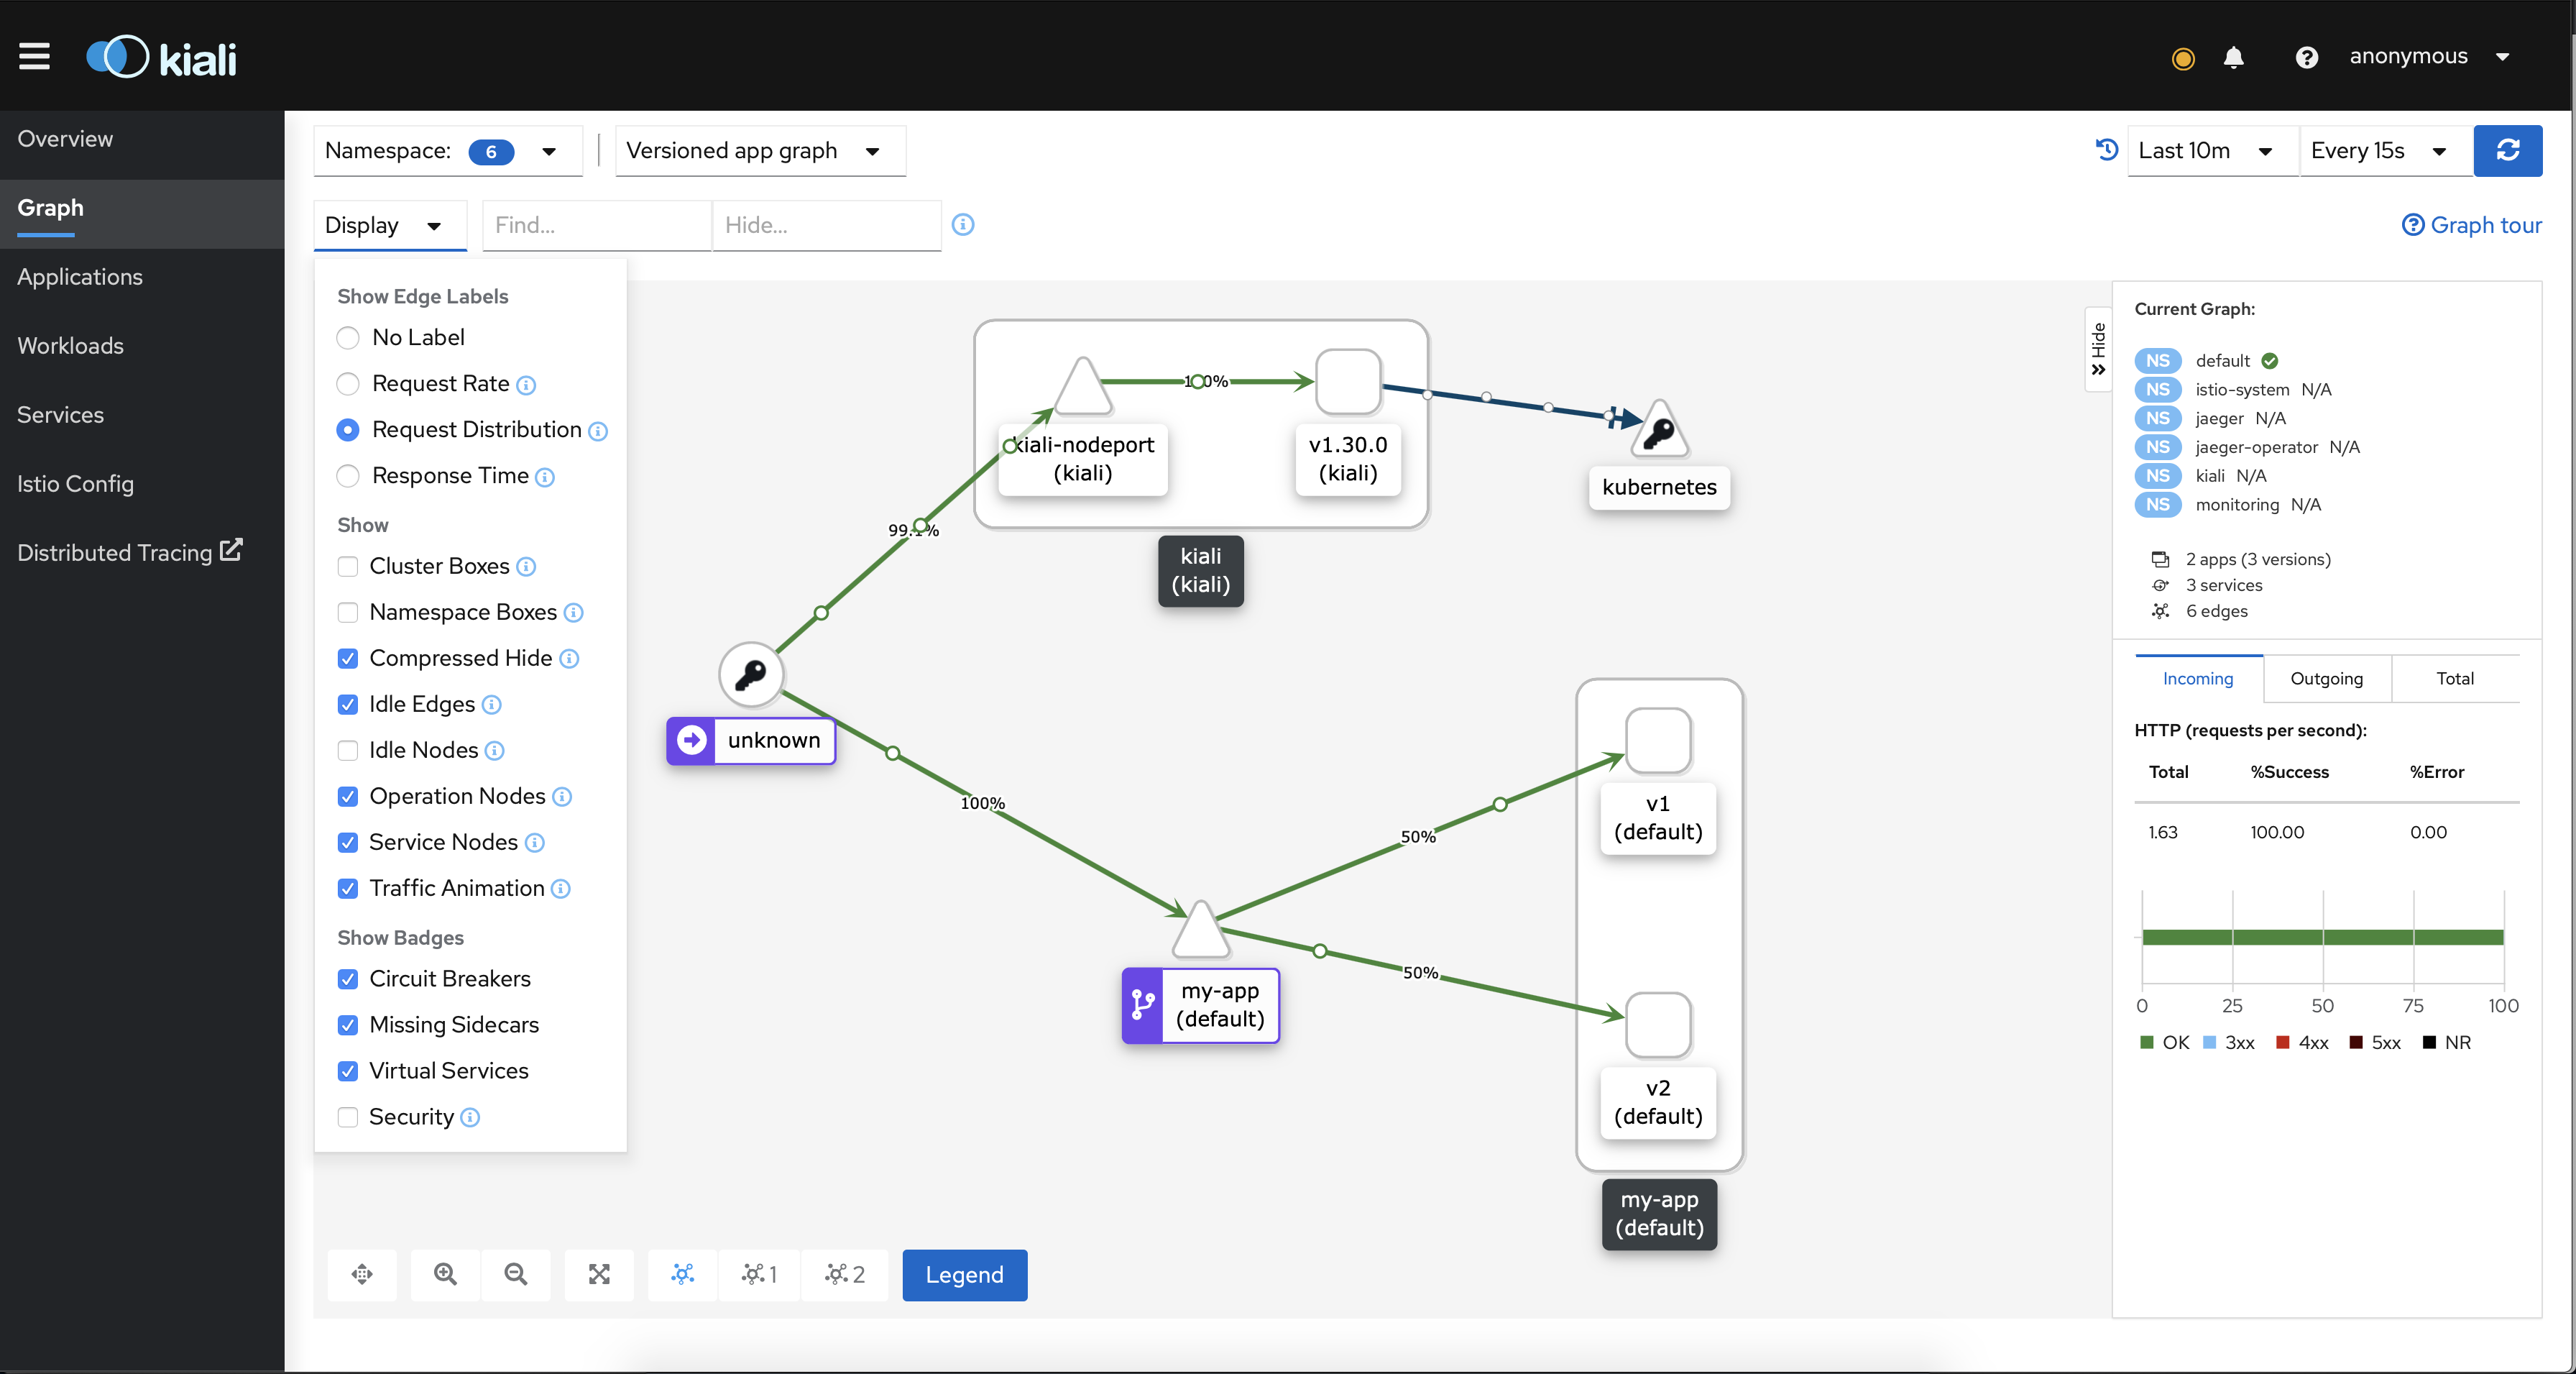 kiali
anonymous
Overview
Graph
Applications
Workloads
Services
Istio Config
Distributed Tracing
Namespace: 6
Versioned app graph
Last 10m
Every 15s
Display
Find...
Hide...
Graph tour
Show Edge Labels
No Label
Request Rate
Request Distribution
Response Time
Show
Cluster Boxes
Namespace Boxes
Compressed Hide
Idle Edges
Idle Nodes
Operation Nodes
Service Nodes
Traffic Animation
Show Badges
Circuit Breakers
Missing Sidecars
Virtual Services
Security
kiali-nodeport
(kiali)
v1.30.0
(kiali)
kiali
(kiali)
kubernetes
unknown
100%
50%
50%
my-app
(default)
v1
(default)
v2
(default)
my-app
(default)
1
2
Legend
Hide
Current Graph:
NS default
NS istio-system N/A
NS jaeger N/A
NS jaeger-operator N/A
NS kiali N/A
NS monitoring N/A
2 apps (3 versions)
3 services
6 edges
Incoming
Outgoing
Total
HTTP (requests per second):
Total %Success %Error
1.63 100.00 0.00
0 25 50 75 100
OK 3xx 4xx 5xx NR